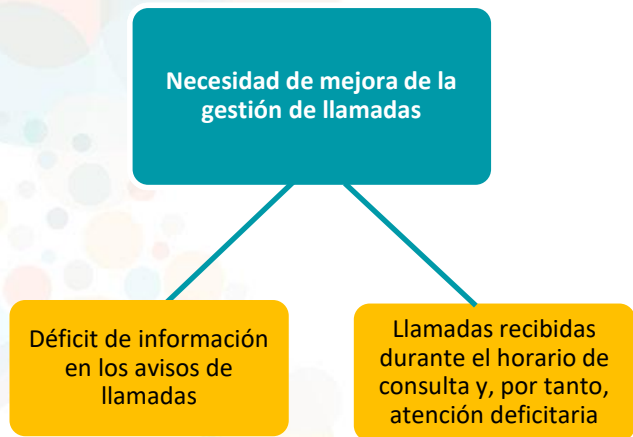 Necesidad de mejora de la
gestión de llamadas
Déficit de información
en los avisos de
llamadas
Llamadas recibidas
durante el horario de
consulta y, por tanto,
atención deficitaria